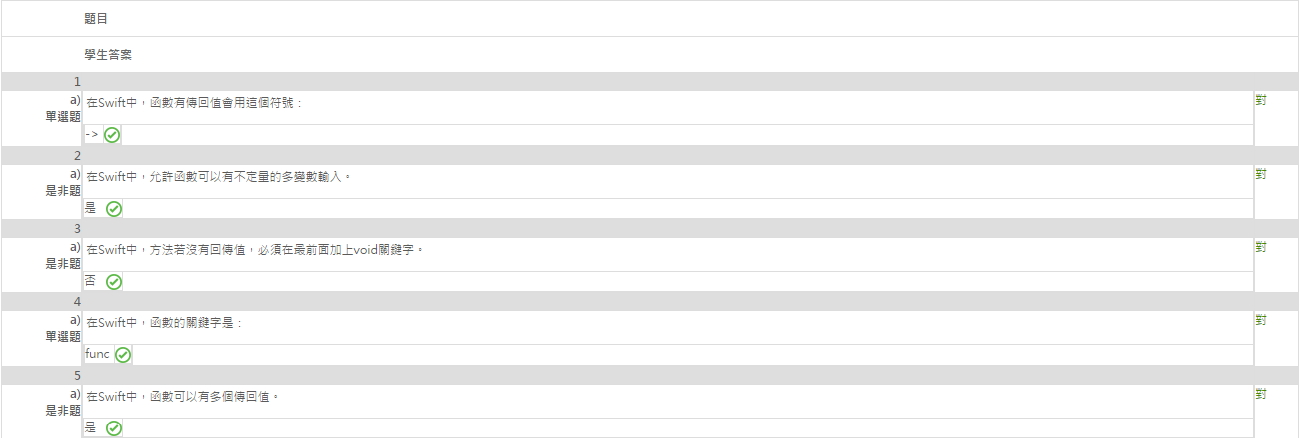 題目
學生答案
1
a)
單選題
在Swift中，函數有傳回值會用這個符號：
對
->
2
a)
是非題
在Swift中，允許函數可以有不定量的多變數輸入。
對
是
3
a)
是非題
在Swift中，方法若沒有回傳值，必須在最前面加上void關鍵字。
對
否
4
a)
單選題
在Swift中，函數的關鍵字是：
對
func
5
a)
是非題
在Swift中，函數可以有多個傳回值。
對
是